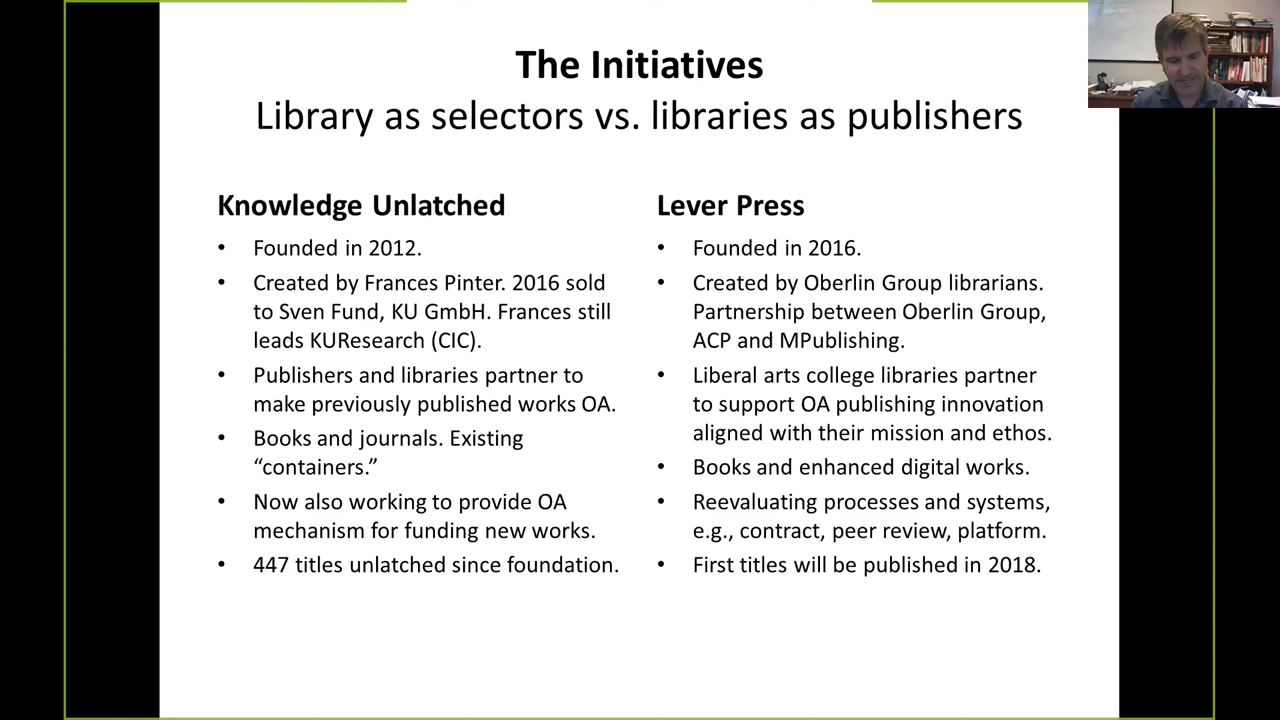 The Initiatives
Library as selectors vs. libraries as publishers
Knowledge Unlatched
• Founded in 2012.
• Created by Frances Pinter. 2016 sold
to Sven Fund, KU GmbH. Frances still
leads KUResearch (CIC).
• Publishers and libraries partner to
make previously published works OA.
• Books and journals. Existing
“containers.”
• Now also working to provide OA
mechanism for funding new works.
• 447 titles unlatched since foundation.
Lever Press
• Founded in 2016.
• Created by Oberlin Group librarians.
Partnership between Oberlin Group,
ACP and MPublishing.
• Liberal arts college libraries partner
to support OA publishing innovation
aligned with their mission and ethos.
• Books and enhanced digital works.
• Reevaluating processes and systems,
e.g., contract, peer review, platform.
• First titles will be published in 2018.